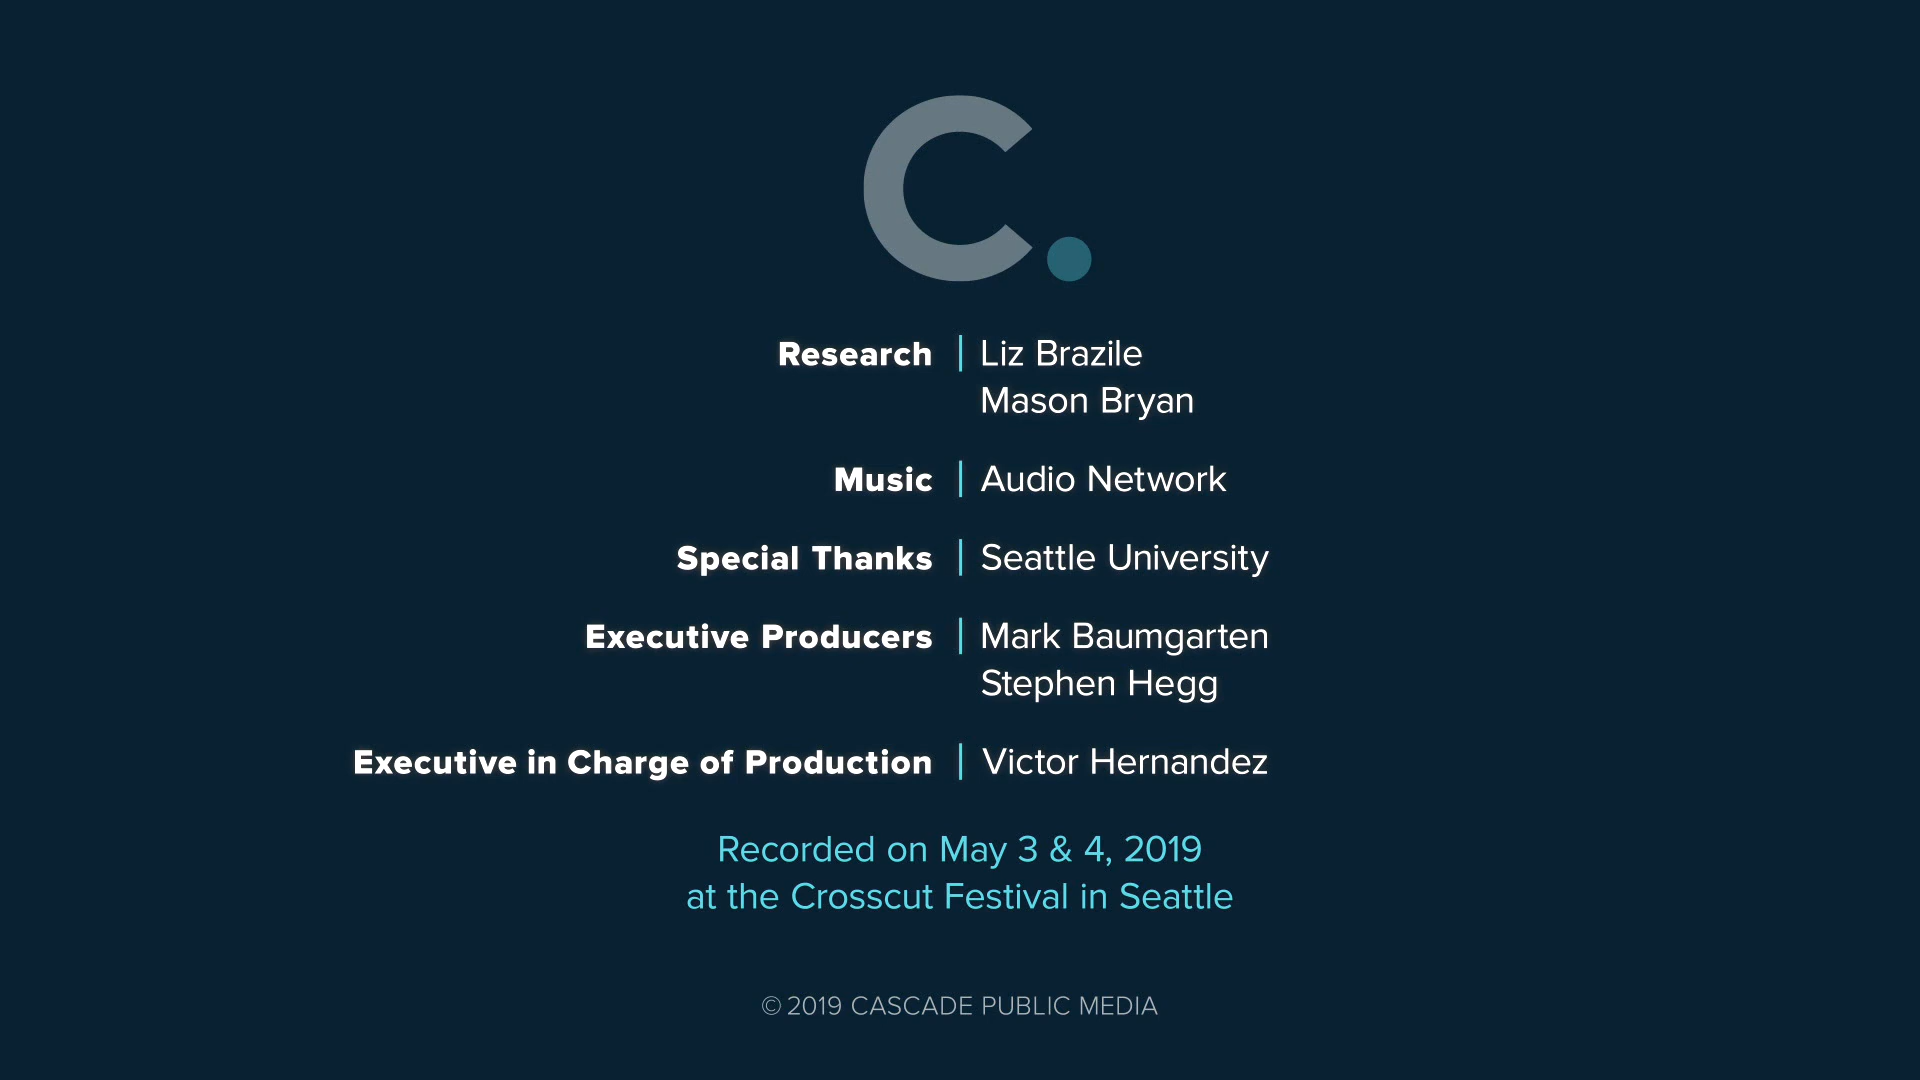 C.
Research | Liz Brazile
Mason Bryan
Music | Audio Network
Special Thanks | Seattle University
Executive Producers | Mark Baumgarten
Stephen Hegg
Executive in Charge of Production | Victor Hernandez
Recorded on May 3 & 4, 2019
at the Crosscut Festival in Seattle
© 2019 CASCADE PUBLIC MEDIA